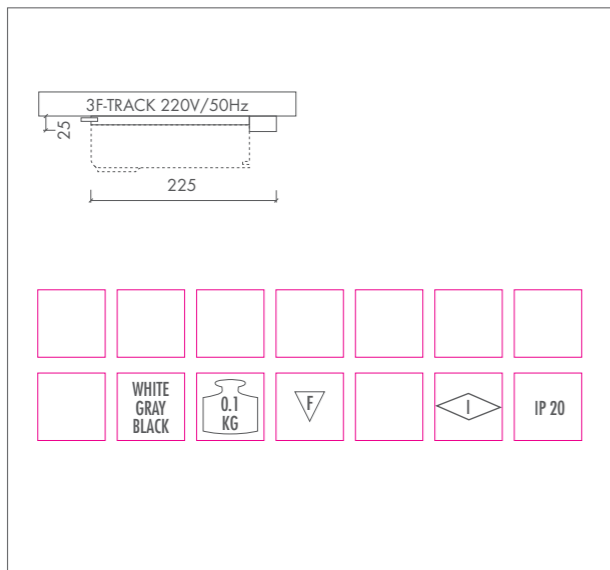 3F-TRACK 220V/50Hz
25
225
WHITE
GRAY
BLACK
0.1
KG
F
I
IP 20